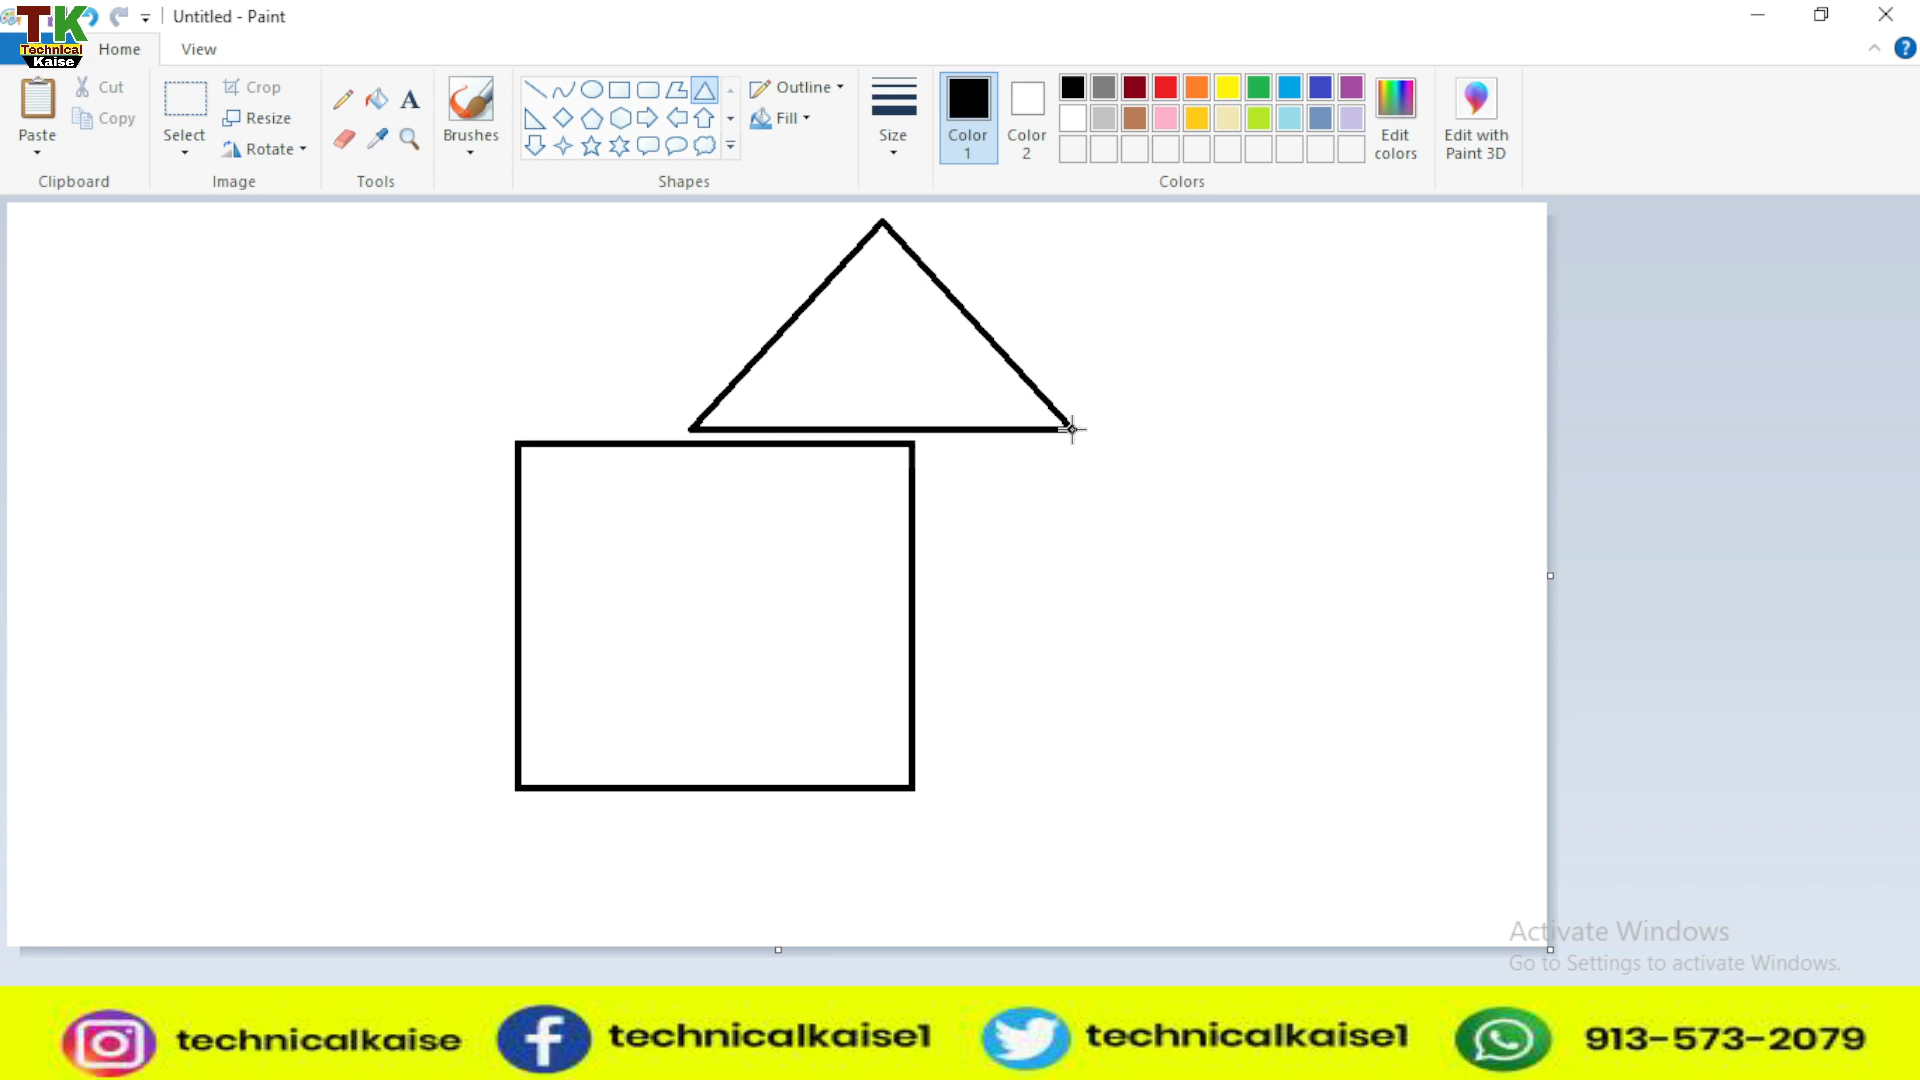 TK
Technical
Kaise
Untitled - Paint
Home
View
Paste
Cut
Copy
Clipboard
Select
Crop
Resize
Rotate
Image
A
Tools
Brushes
Shapes
Outline
Fill
Size
Color
1
Color
2
Colors
Edit
colors
Edit with
Paint 3D
?
Activate Windows
Go to Settings to activate Windows.
technicalkaise
technicalkaise1
technicalkaise1
913-573-2079